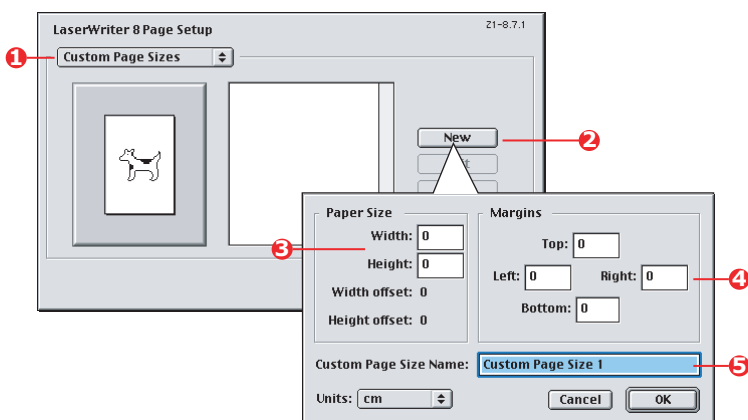 LaserWriter 8 Page Setup
Z1-8.7.1
1
Custom Page Sizes
New
2
Paper Size
Width: 0
3
Height: 0
Width offset: 0
Height offset: 0
Margins
Top: 0
Left: 0 Right: 0
4
Bottom: 0
Custom Page Size Name: Custom Page Size 1
5
Units: cm
Cancel
OK